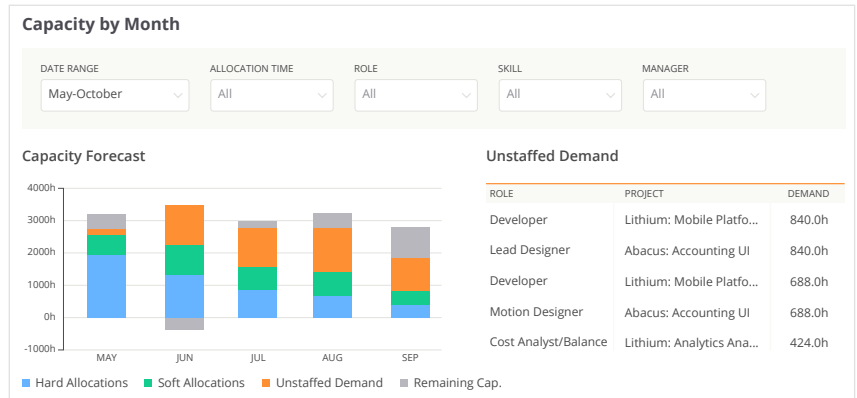 Capacity by Month
DATE RANGE ALLOCATION TIME ROLE SKILL MANAGER
May-October All All All All
Capacity Forecast
4000h
3000h
2000h
1000h
0h
-1000h
MAY JUN JUL AUG SEP
Hard Allocations Soft Allocations Unstaffed Demand Remaining Cap.
Unstaffed Demand
ROLE PROJECT DEMAND
Developer Lithium: Mobile Platfo... 840.0h
Lead Designer Abacus: Accounting UI 840.0h
Developer Lithium: Mobile Platfo... 688.0h
Motion Designer Abacus: Accounting UI 688.0h
Cost Analyst/Balance Lithium: Analytics Ana... 424.0h